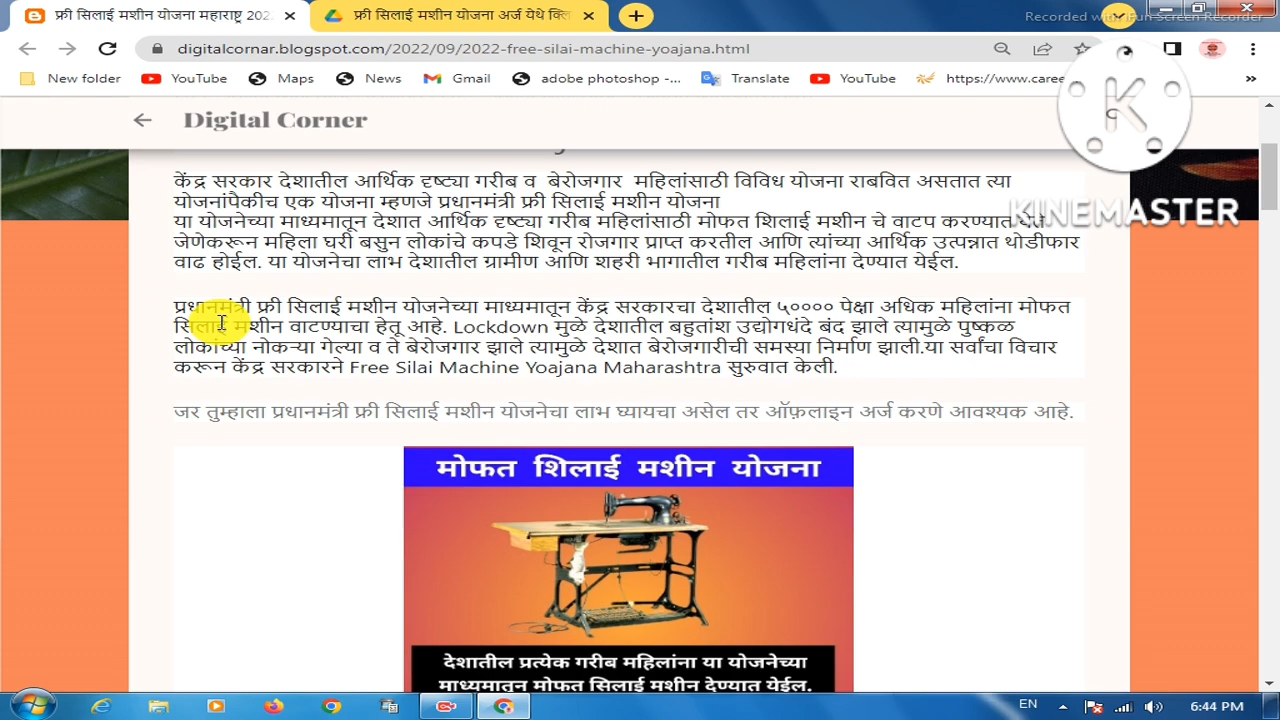 फ्री सिलाई मशीन योजना महाराष्ट्र 202
फ्री सिलाई मशीन योजना अर्ज येथे क्लि
Recorded with iFun Screen Recorder
digitalcornar.blogspot.com/2022/09/2022-free-silai-machine-yoajana.html
New folder YouTube Maps News Gmail adobe photoshop -... Translate YouTube https://www.caree
Digital Corner
केंद्र सरकार देशातील आर्थिक दृष्ट्या गरीब व बेरोजगार महिलांसाठी विविध योजना राबवित असतात त्या
योजनांपैकीच एक योजना म्हणजे प्रधानमंत्री फ्री सिलाई मशीन योजना
या योजनेच्या माध्यमातून देशात आर्थिक दृष्ट्या गरीब महिलांसाठी मोफत शिलाई मशीन चे वाटप करण्यात येते
KINEMASTER
जेणेकरून महिला घरी बसुन लोकांचे कपडे शिवून रोजगार प्राप्त करतील आणि त्यांच्या आर्थिक उत्पन्नात थोडीफार
वाढ होईल. या योजनेचा लाभ देशातील ग्रामीण आणि शहरी भागातील गरीब महिलांना देण्यात येईल.
प्रधानमंत्री फ्री सिलाई मशीन योजनेच्या माध्यमातून केंद्र सरकारचा देशातील ५०००० पेक्षा अधिक महिलांना मोफत
सिलाई मशीन वाटण्याचा हेतू आहे. Lockdown मुळे देशातील बहुतांश उद्योगधंदे बंद झाले त्यामुळे पुष्कळ
लोकांच्या नोकऱ्या गेल्या व ते बेरोजगार झाले त्यामुळे देशात बेरोजगारीची समस्या निर्माण झाली.या सर्वांचा विचार
करून केंद्र सरकारने Free Silai Machine Yoajana Maharashtra सुरुवात केली.
जर तुम्हाला प्रधानमंत्री फ्री सिलाई मशीन योजनेचा लाभ घ्यायचा असेल तर ऑफ़लाइन अर्ज करणे आवश्यक आहे.
मोफत शिलाई मशीन योजना
देशातील प्रत्येक गरीब महिलांना या योजनेच्या
माध्यमातून मोफत सिलाई मशीन देण्यात येईल.
EN 6:44 PM